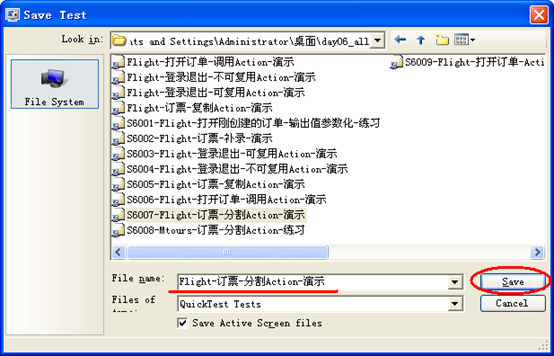 Save Test
Look in:
ts and Settings\Administrator\桌面\day06_all
File System
Flight-打开订单-调用Action-演示
Flight-登录退出-不可复用Action-演示
Flight-登录退出-可复用Action-演示
Flight-订票-复制Action-演示
S6001-Flight-打开刚创建的订单-输出值参数化-练习
S6002-Flight-订票-补录-演示
S6003-Flight-登录退出-可复用Action-演示
S6004-Flight-登录退出-不可复用Action-演示
S6005-Flight-订票-复制Action-演示
S6006-Flight-打开订单-调用Action-演示
S6007-Flight-订票-分割Action-演示
S6008-Mtours-订票-分割Action-练习
S6009-Flight-打开订单-Acti
File name:
Flight-订票-分割Action-演示
Save
Files of
QuickTest Tests
Cancel
Save Active Screen files